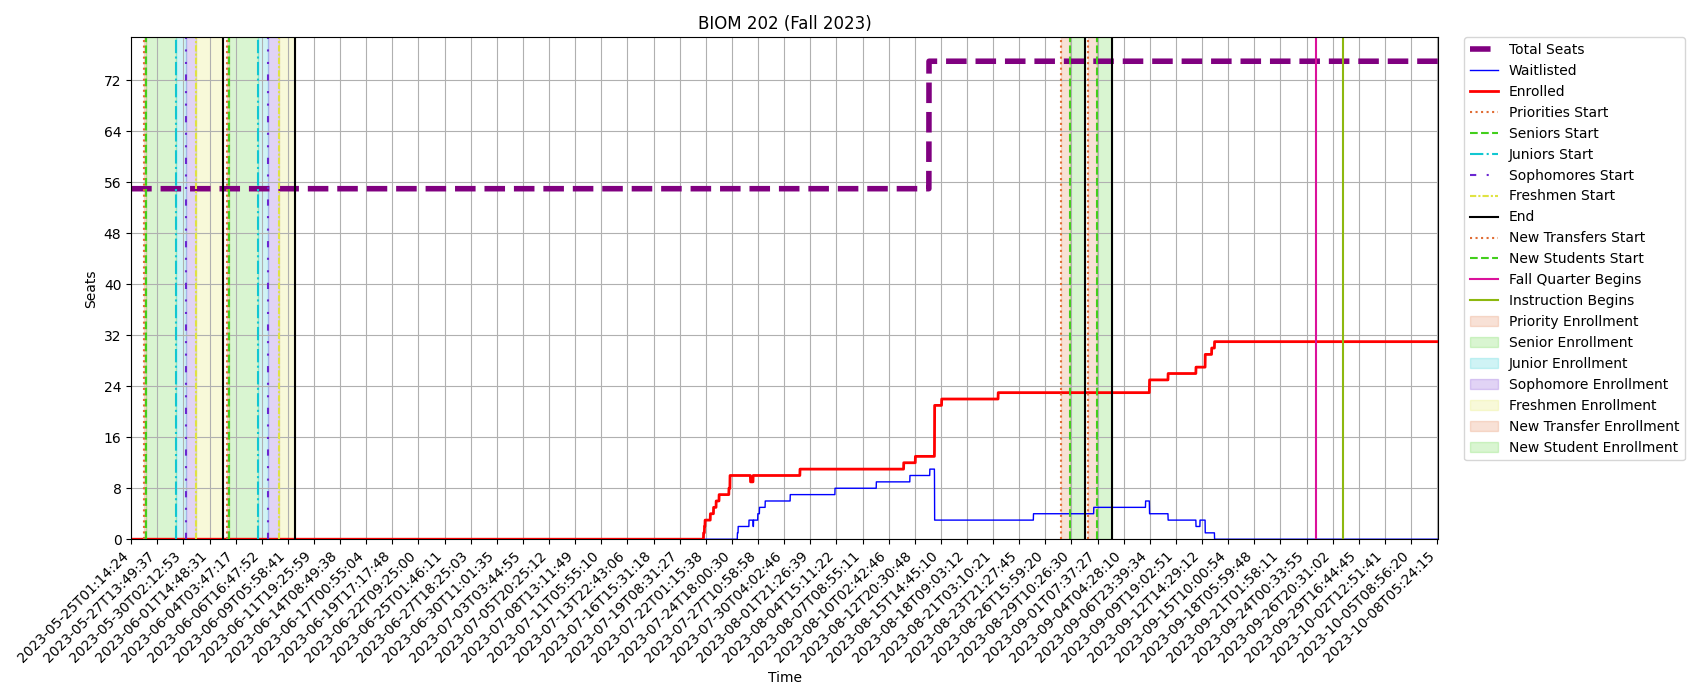 BIOM 202 (Fall 2023)
Seats
72
64
56
48
40
32
24
16
8
0
2023-05-25T01:14:24
2023-05-27T13:49:37
2023-05-30T02:12:53
2023-06-01T14:48:31
2023-06-04T03:47:17
2023-06-06T16:47:52
2023-06-09T05:58:41
2023-06-11T19:25:59
2023-06-14T08:49:38
2023-06-17T00:55:04
2023-06-19T17:17:48
2023-06-22T09:25:00
2023-06-25T01:46:11
2023-06-27T18:25:03
2023-06-30T11:01:35
2023-07-03T03:44:55
2023-07-05T20:25:12
2023-07-08T13:11:49
2023-07-11T05:55:10
2023-07-13T22:43:06
2023-07-16T15:31:18
2023-07-19T08:31:27
2023-07-22T01:15:38
2023-07-24T18:00:30
2023-07-27T10:58:58
2023-07-30T04:02:46
2023-08-01T21:26:39
2023-08-04T15:11:22
2023-08-07T08:55:11
2023-08-10T02:42:46
2023-08-12T20:30:48
2023-08-15T14:45:10
2023-08-18T09:03:12
2023-08-21T03:10:21
2023-08-23T21:27:45
2023-08-26T15:59:20
2023-08-29T10:26:30
2023-09-01T07:37:27
2023-09-04T04:28:10
2023-09-06T23:39:34
2023-09-09T19:02:51
2023-09-12T14:29:12
2023-09-15T10:00:54
2023-09-18T05:59:48
2023-09-21T01:58:11
2023-09-24T00:33:55
2023-09-26T20:31:02
2023-09-29T16:44:45
2023-10-02T12:51:41
2023-10-05T08:56:20
2023-10-08T05:24:15
Time
Total Seats
Waitlisted
Enrolled
Priorities Start
Seniors Start
Juniors Start
Sophomores Start
Freshmen Start
End
New Transfers Start
New Students Start
Fall Quarter Begins
Instruction Begins
Priority Enrollment
Senior Enrollment
Junior Enrollment
Sophomore Enrollment
Freshmen Enrollment
New Transfer Enrollment
New Student Enrollment